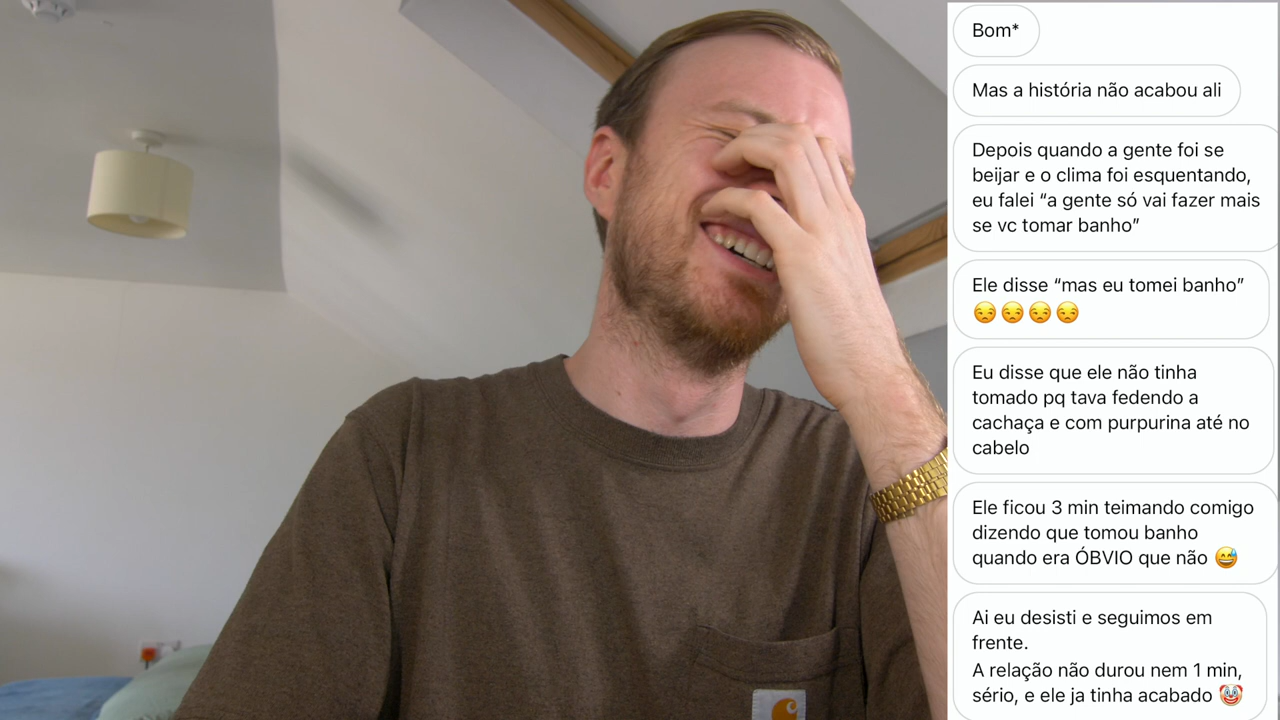 Bom*
Mas a história não acabou ali
Depois quando a gente foi se
beijar e o clima foi esquentando,
eu falei “a gente só vai fazer mais
se vc tomar banho”
Ele disse “mas eu tomei banho”
😒😒😒😒
Eu disse que ele não tinha
tomado pq tava fedendo a
cachaça e com purpurina até no
cabelo
Ele ficou 3 min teimando comigo
dizendo que tomou banho
quando era ÓBVIO que não 😅
Ai eu desisti e seguimos em
frente.
A relação não durou nem 1 min,
sério, e ele ja tinha acabado 🤡